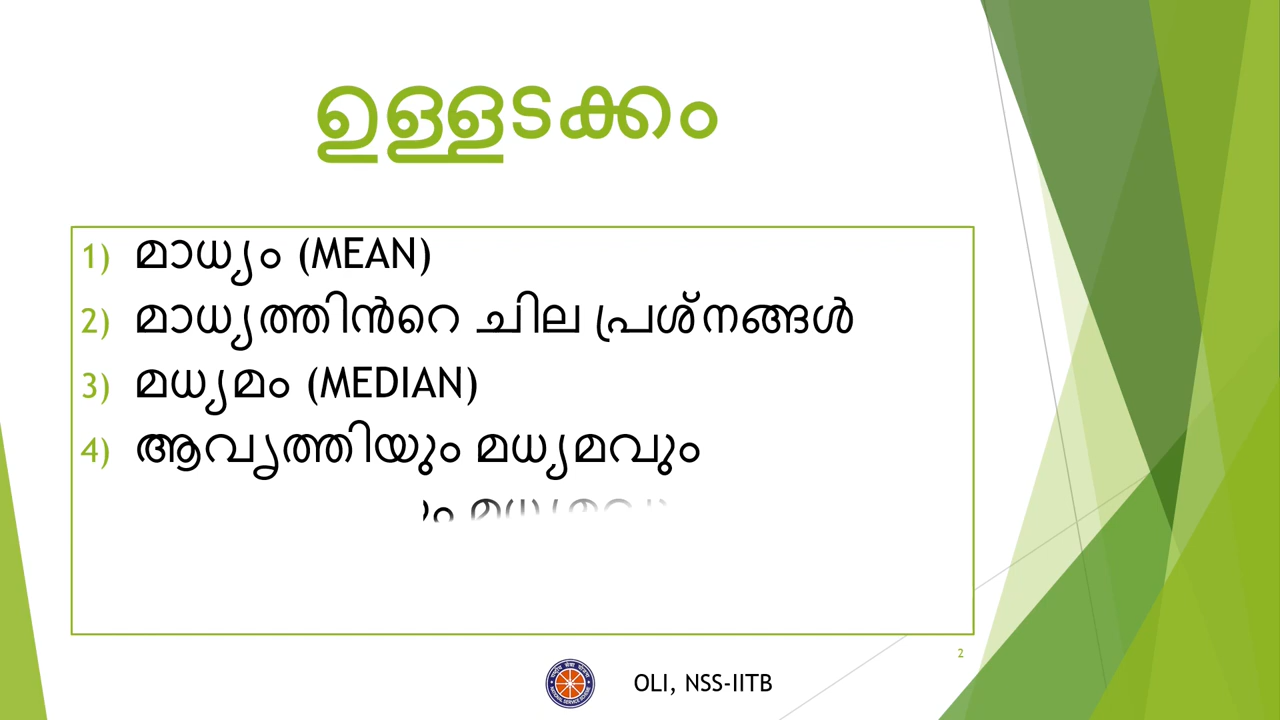 ഉള്ളടക്കം
1) മാധ്യം (MEAN)
2) മാധ്യത്തിൻറെ ചില പ്രശ്നങ്ങൾ
3) മധ്യമം (MEDIAN)
4) ആവൃത്തിയും മധ്യമവും
2
OLI, NSS-IITB